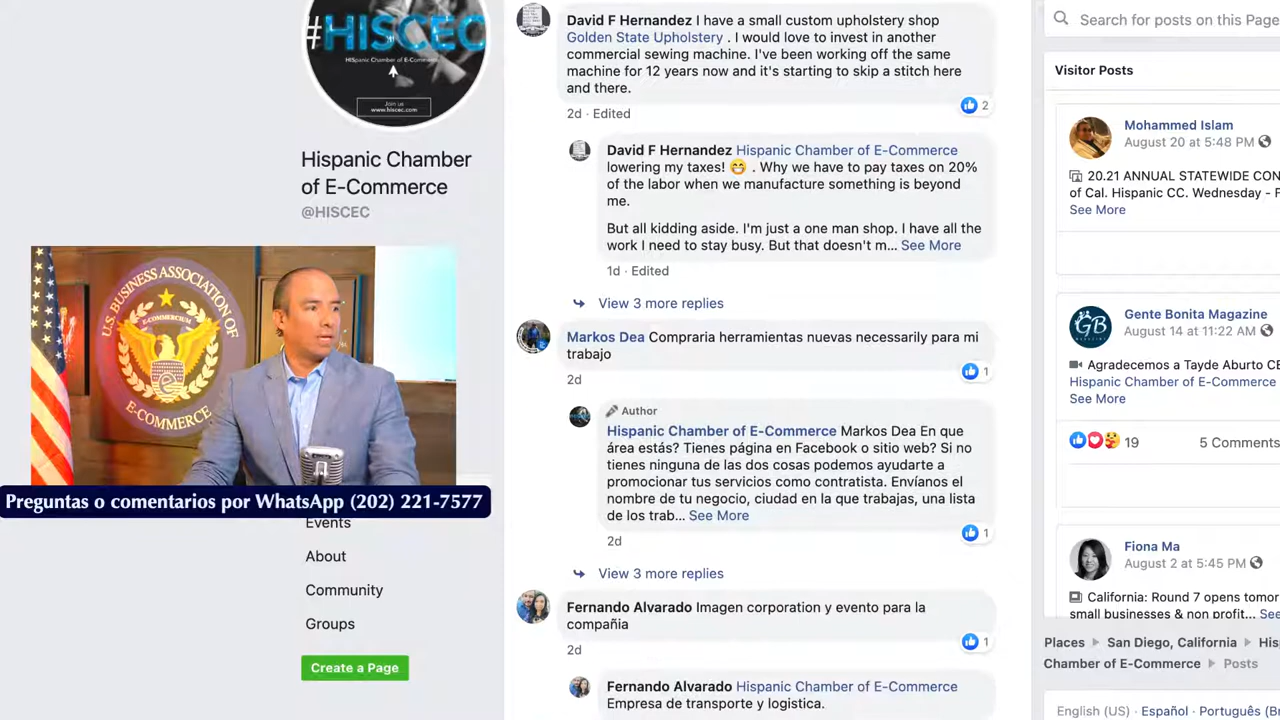 #HISCEC
HISpanic Chamber of E-Commerce
Join us
www.hiscec.com
Hispanic Chamber
of E-Commerce
@HISCEC
U.S. BUSINESS ASSOCIATION OF
E-COMMERCIUM
E-COMMERCE
Preguntas o comentarios por WhatsApp (202) 221-7577
Events
About
Community
Groups
Create a Page
David F Hernandez I have a small custom upholstery shop
Golden State Upholstery . I would love to invest in another
commercial sewing machine. I've been working off the same
machine for 12 years now and it's starting to skip a stitch here
and there.
2
2d · Edited
David F Hernandez Hispanic Chamber of E-Commerce
lowering my taxes! 😁 . Why we have to pay taxes on 20%
of the labor when we manufacture something is beyond
me.
But all kidding aside. I'm just a one man shop. I have all the
work I need to stay busy. But that doesn't m... See More
1d · Edited
View 3 more replies
Markos Dea Compraria herramientas nuevas necessarily para mi
trabajo
1
2d
Author
Hispanic Chamber of E-Commerce Markos Dea En que
área estás? Tienes página en Facebook o sitio web? Si no
tienes ninguna de las dos cosas podemos ayudarte a
promocionar tus servicios como contratista. Envíanos el
nombre de tu negocio, ciudad en la que trabajas, una lista
de los trab... See More
1
2d
View 3 more replies
Fernando Alvarado Imagen corporation y evento para la
compañia
1
2d
Fernando Alvarado Hispanic Chamber of E-Commerce
Empresa de transporte y logistica.
Search for posts on this Page
Visitor Posts
Mohammed Islam
August 20 at 5:48 PM
20.21 ANNUAL STATEWIDE CON
of Cal. Hispanic CC. Wednesday - F
See More
GB
MAGAZINE
Gente Bonita Magazine
August 14 at 11:22 AM
Agradecemos a Tayde Aburto CE
Hispanic Chamber of E-Commerce
See More
19
5 Comments
Fiona Ma
August 2 at 5:45 PM
California: Round 7 opens tomor
small businesses & non profit... See
Places ▸ San Diego, California ▸ His
Chamber of E-Commerce ▸ Posts
English (US) · Español · Português (B